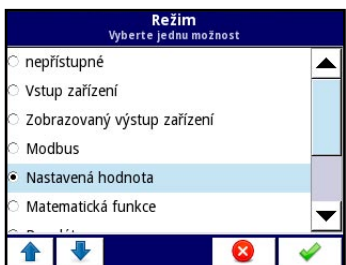 Režim
Vyberte jednu možnost
nepřístupné
Vstup zařízení
Zobrazovaný výstup zařízení
Modbus
Nastavená hodnota
Matematická funkce